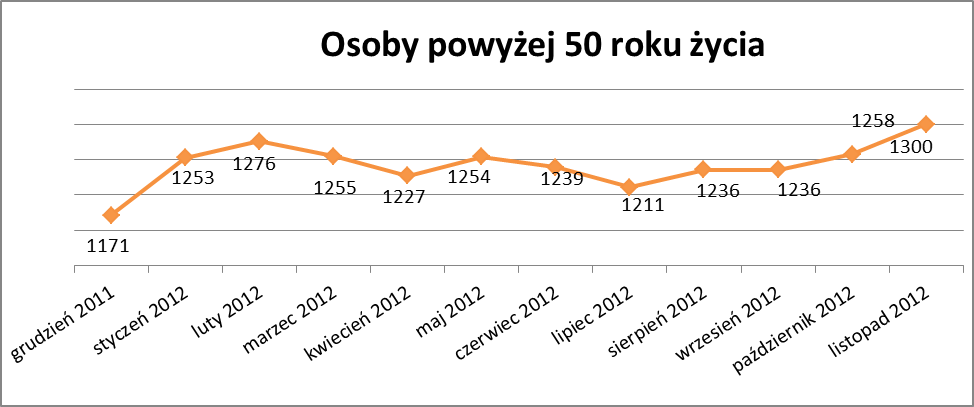 Osoby powyżej 50 roku życia
1171
1253
1276
1255
1227
1254
1239
1211
1236
1236
1258
1300
grudzień 2011
styczeń 2012
luty 2012
marzec 2012
kwiecień 2012
maj 2012
czerwiec 2012
lipiec 2012
sierpień 2012
wrzesień 2012
październik 2012
listopad 2012